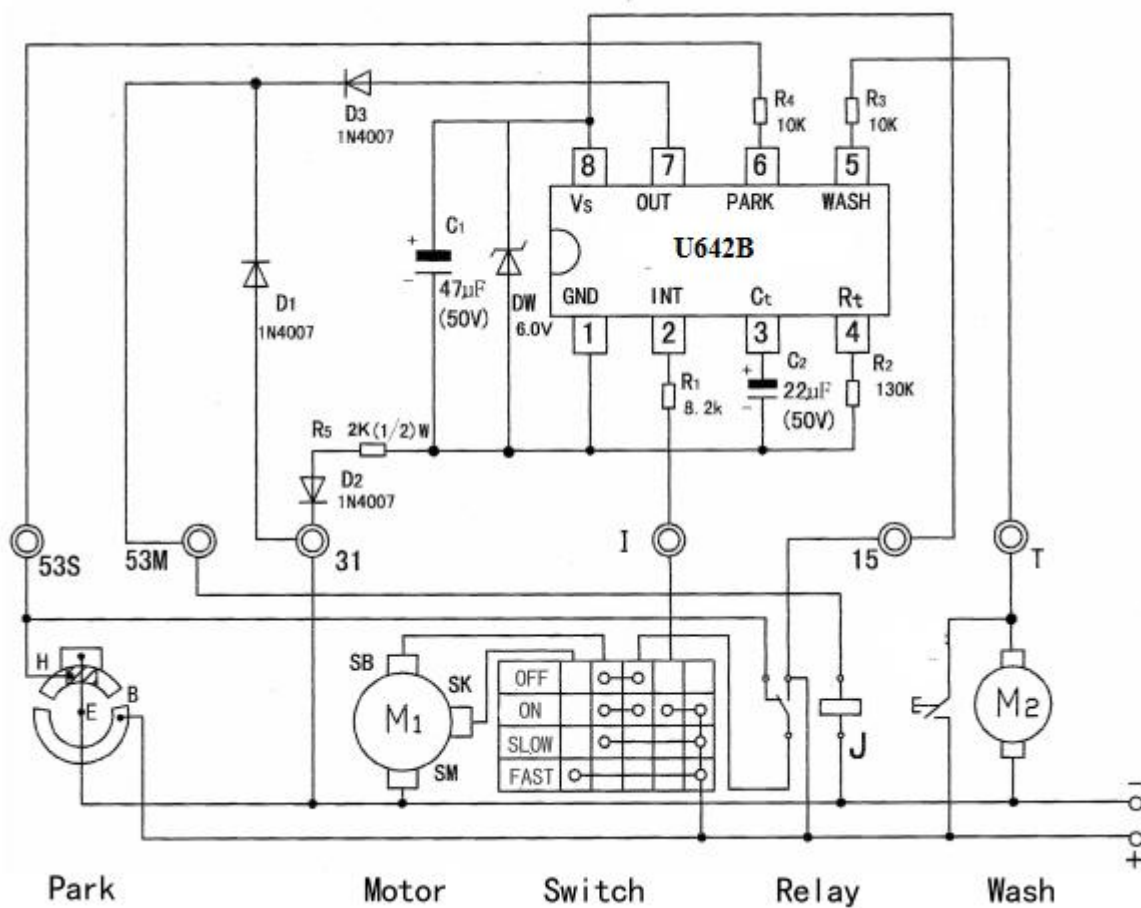 R4
10K
R3
10K
D3
1N4007
8
7
6
5
Vs
OUT
PARK
WASH
U642B
C1
+
−
47μF
(50V)
DW
6.0V
D1
1N4007
GND
INT
Ct
Rt
1
2
3
4
R1
8.2k
C2
+
−
22μF
(50V)
R2
130K
R5
2K(1/2)W
D2
1N4007
53S
53M
31
I
15
T
H
B
E
SB
SK
M1
SM
OFF
ON
SLOW
FAST
J
M2
−
+
Park
Motor
Switch
Relay
Wash